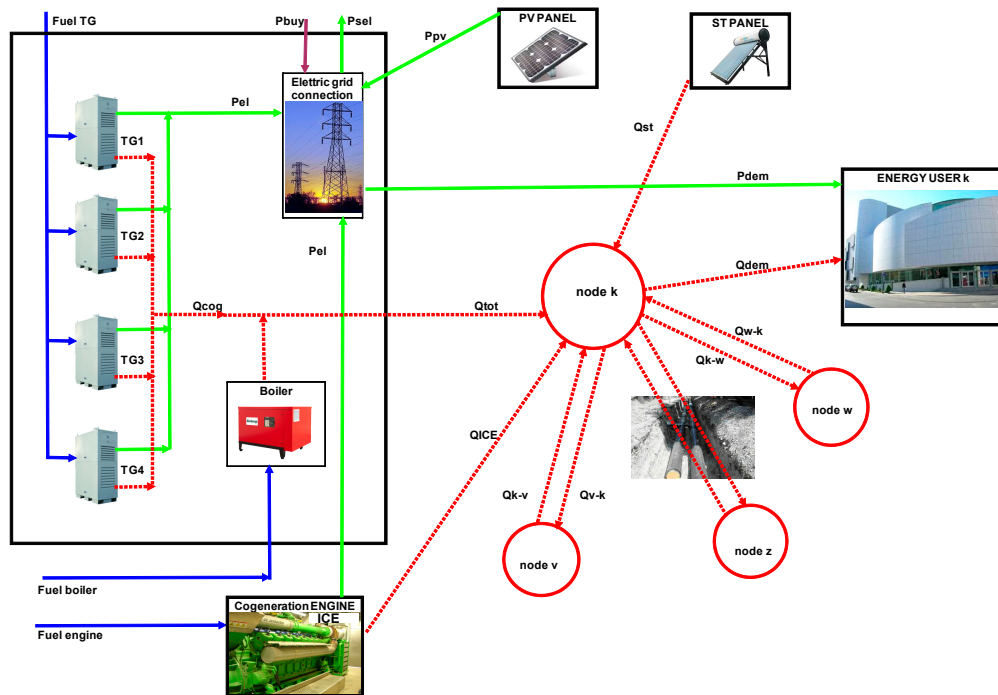 Fuel TG
Pbuy
Psel
Ppv
PV PANEL
ST PANEL
Elettric grid
connection
Pel
TG1
Qst
Pdem
ENERGY USER k
TG2
Pel
Qdem
node k
Qcog
Qtot
Qw-k
TG3
Qk-w
Boiler
node w
QICE
TG4
Qk-v
Qv-k
node z
node v
Fuel boiler
Cogeneration ENGINE
ICE
Fuel engine